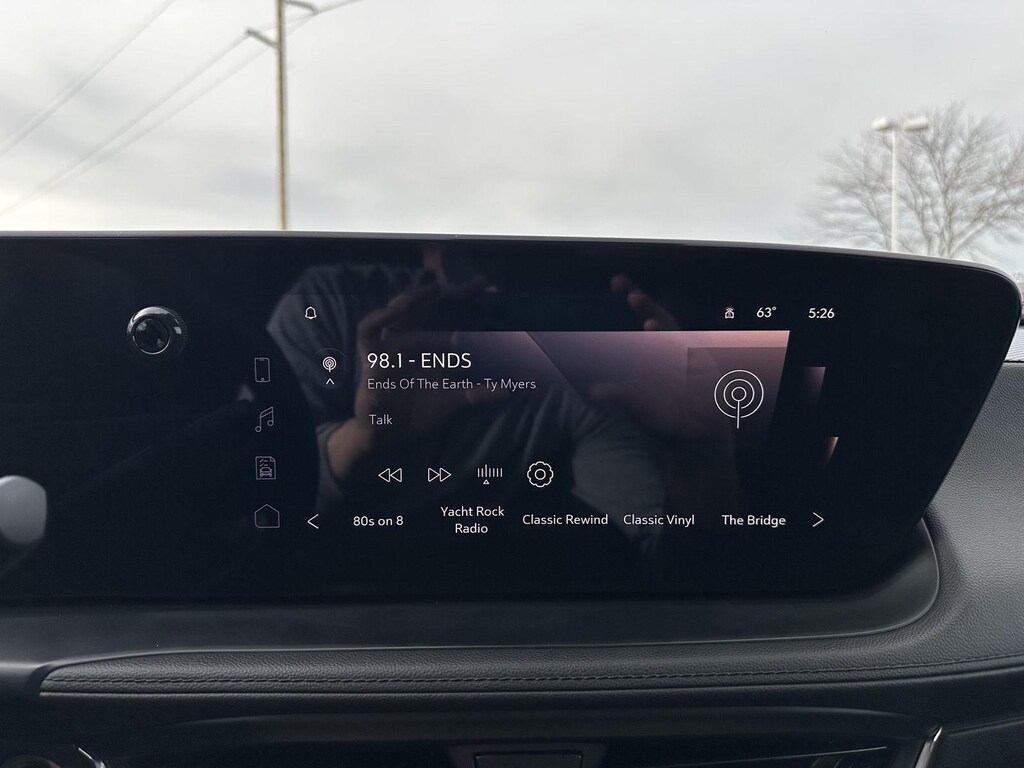 63° 5:26
98.1 - ENDS
Ends Of The Earth - Ty Myers
Talk
80s on 8
Yacht Rock
Radio
Classic Rewind
Classic Vinyl
The Bridge